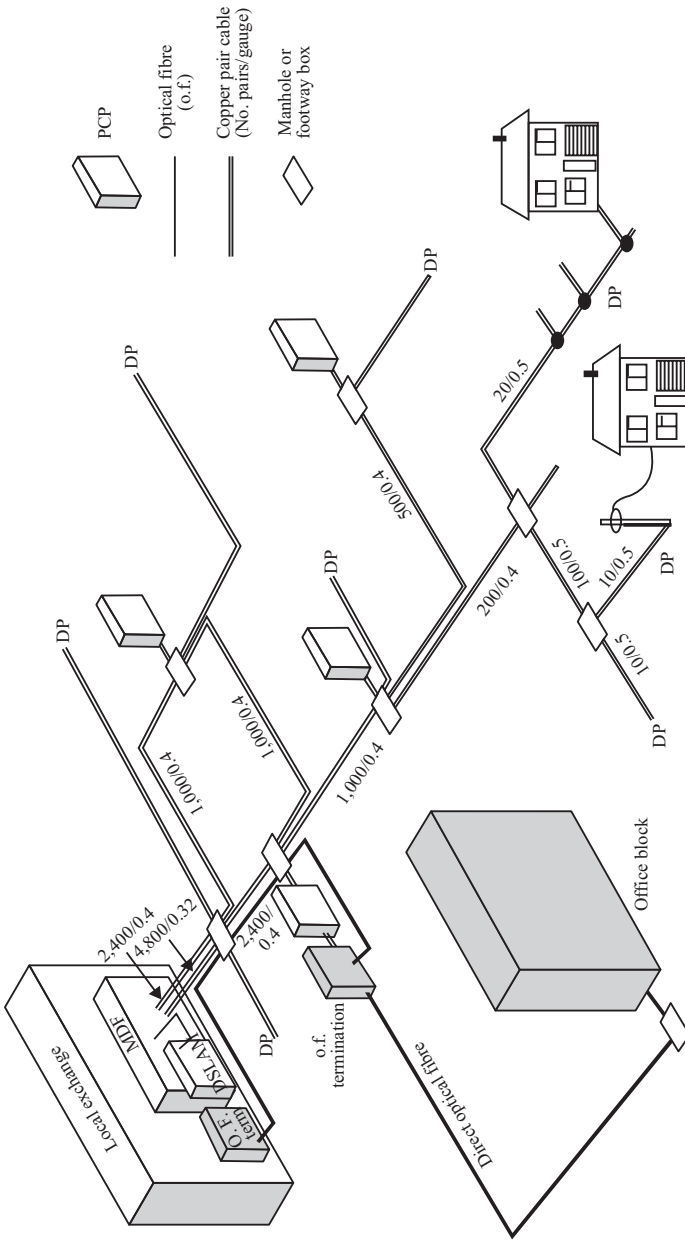 Local exchange
MDF
DSLAM
O. F.
term
2,400/0.4
4,800/0.32
DP
DP
1,000/0.4
1,000/0.4
DP
2,400/
0.4
o.f.
termination
Direct optical fibre
Office block
1,000/0.4
DP
500/0.4
DP
200/0.4
20/0.5
DP
100/0.5
10/0.5
DP
10/0.5
DP
PCP
Optical fibre
(o.f.)
Copper pair cable
(No. pairs/gauge)
Manhole or
footway box